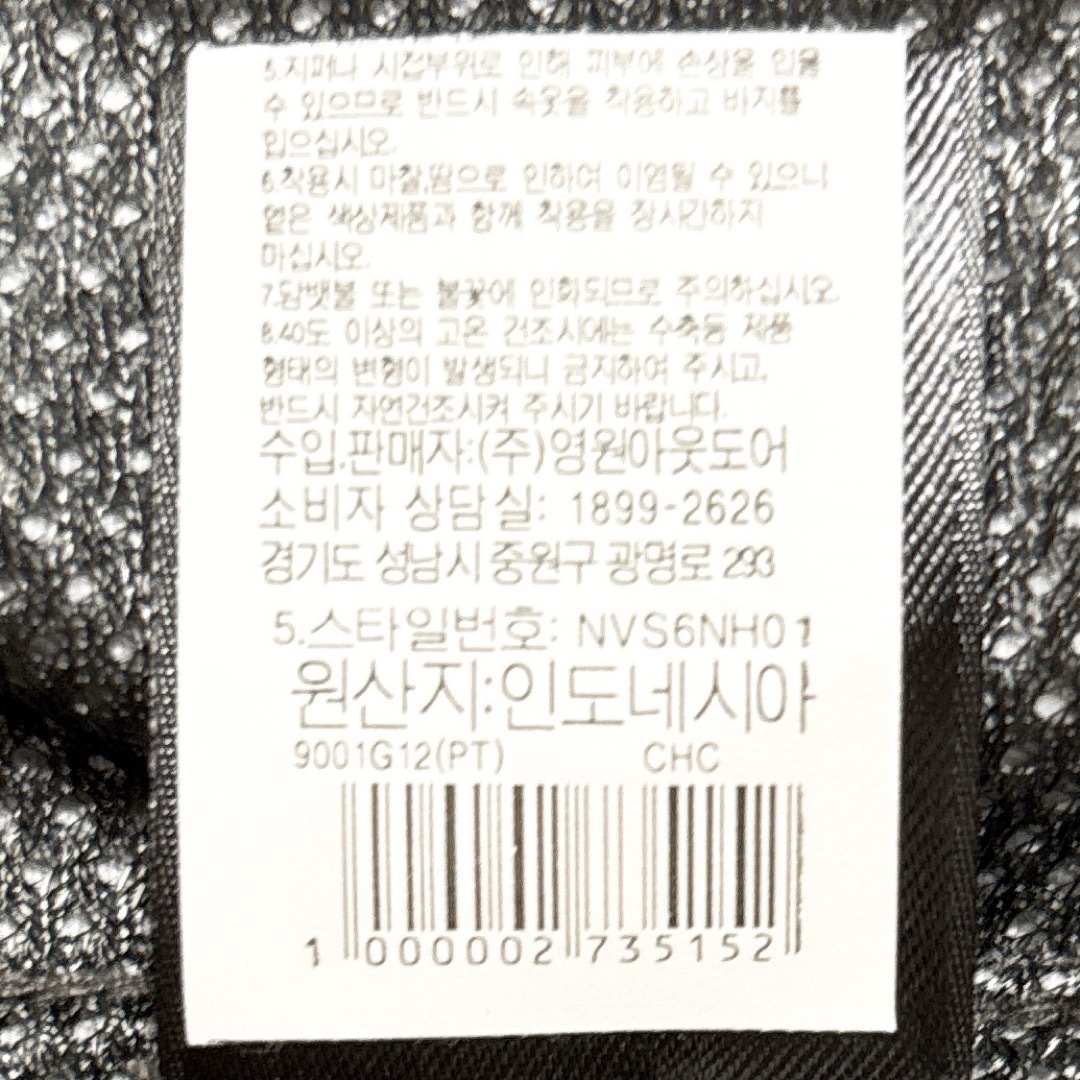 5.지퍼나 시접부위로 인해 피부에 손상을 입을
수 있으므로 반드시 속옷을 착용하고 바지를
입으십시오.
6.착용시 마찰,땀으로 인하여 이염될 수 있으니
옅은 색상제품과 함께 착용을 장시간하지
마십시오.
7.담뱃불 또는 불꽃에 인화되므로 주의하십시오.
8.40도 이상의 고온 건조시에는 수축등 제품
형태의 변형이 발생되니 금지하여 주시고,
반드시 자연건조시켜 주시기 바랍니다.
수입.판매자:(주)영원아웃도어
소비자 상담실: 1899-2626
경기도 성남시 중원구 광명로 293
5.스타일번호: NVS6NH01
원산지:인도네시아
9001G12(PT) CHC
1 000002 735152